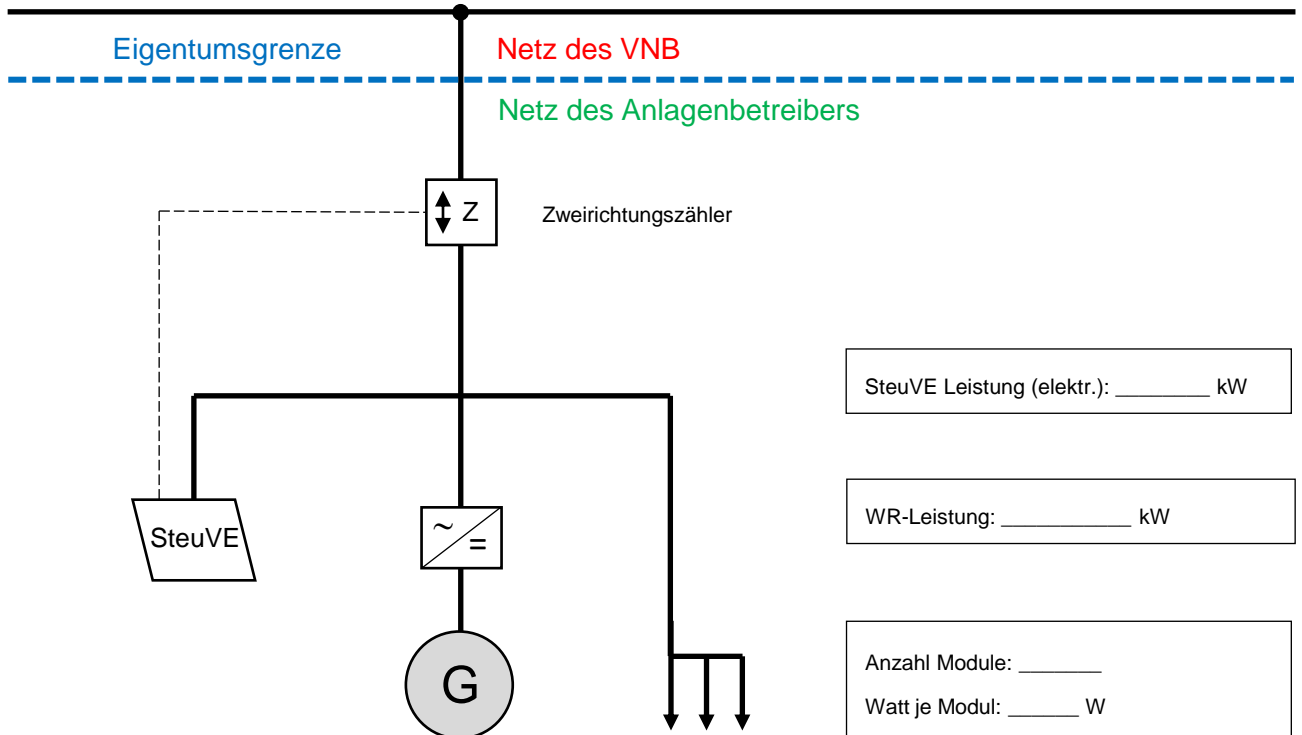 Eigentumsgrenze
Netz des VNB
Netz des Anlagenbetreibers
Z
Zweirichtungszähler
SteuVE Leistung (elektr.): ________ kW
SteuVE
~
=
WR-Leistung: ___________ kW
G
Anzahl Module: _______
Watt je Modul: ______ W